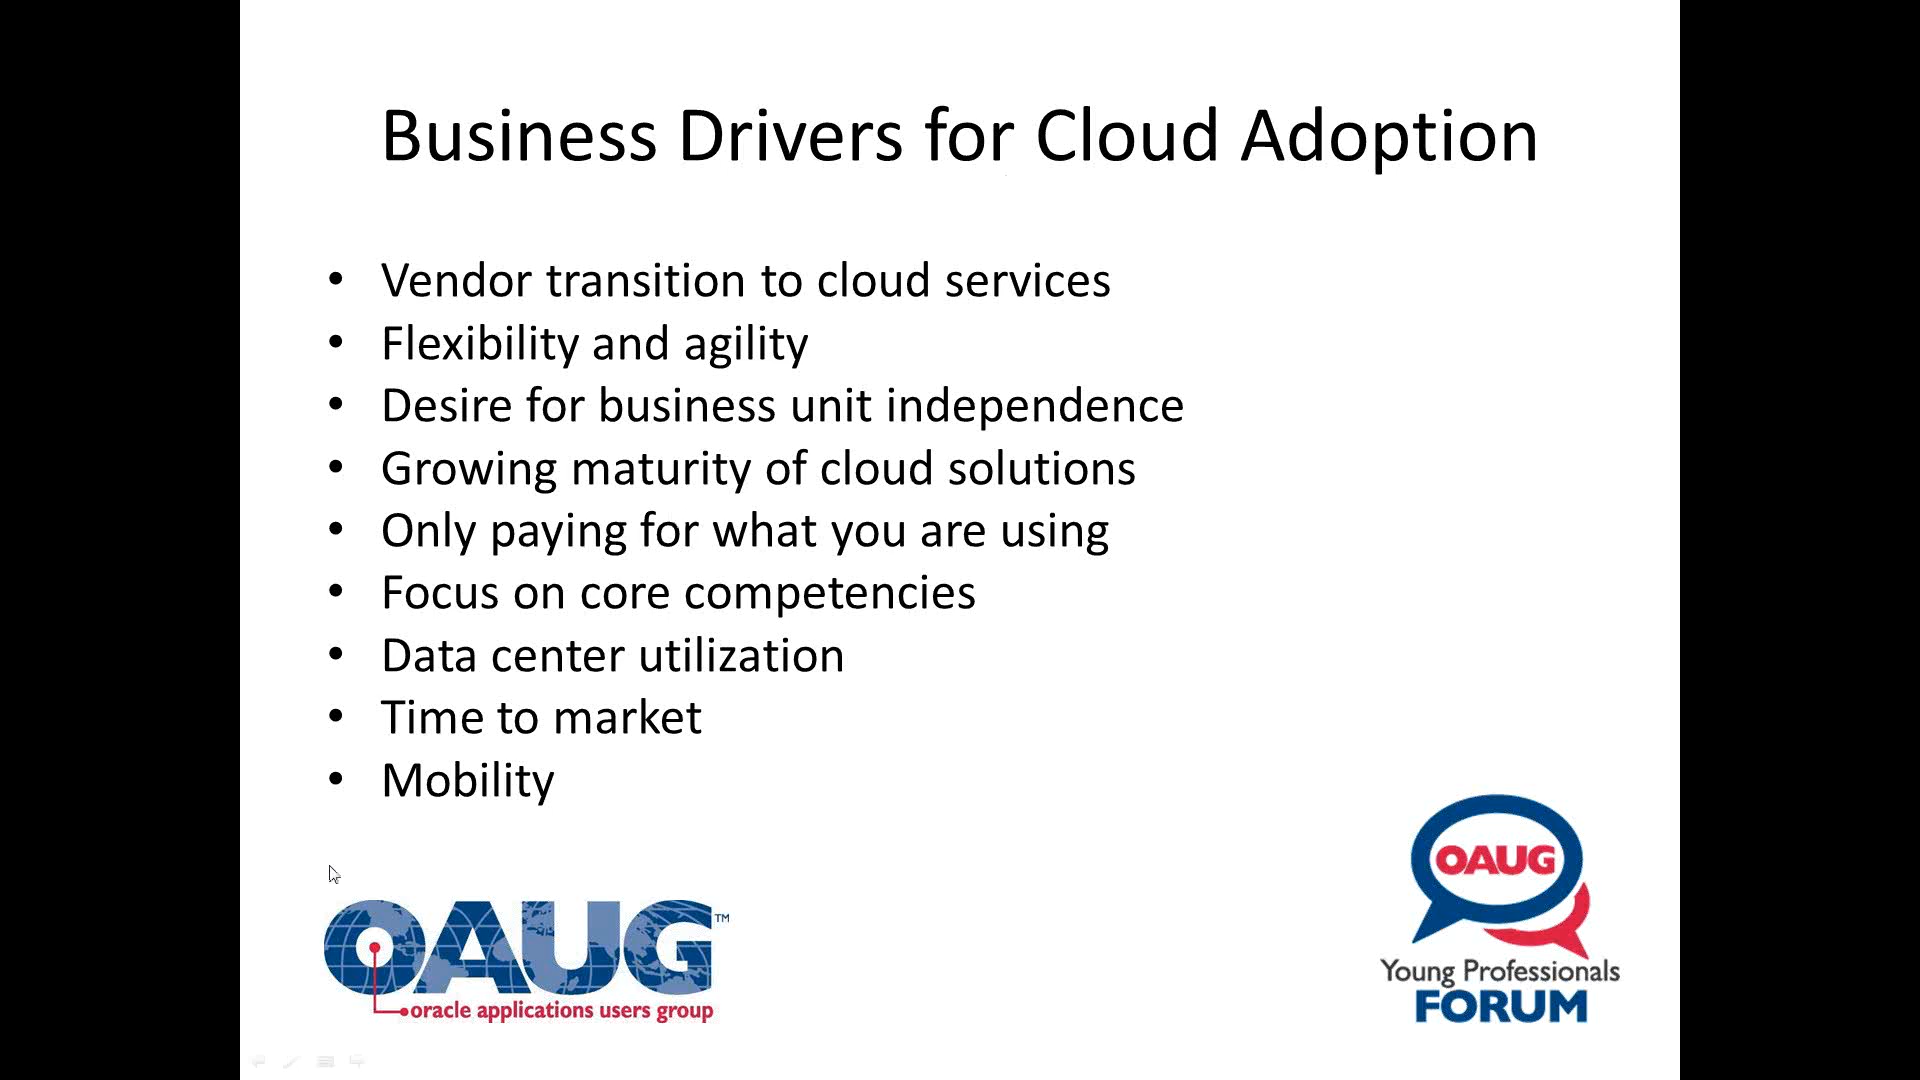 Business Drivers for Cloud Adoption
• Vendor transition to cloud services
• Flexibility and agility
• Desire for business unit independence
• Growing maturity of cloud solutions
• Only paying for what you are using
• Focus on core competencies
• Data center utilization
• Time to market
• Mobility
OAUG™
oracle applications users group
OAUG
Young Professionals
FORUM